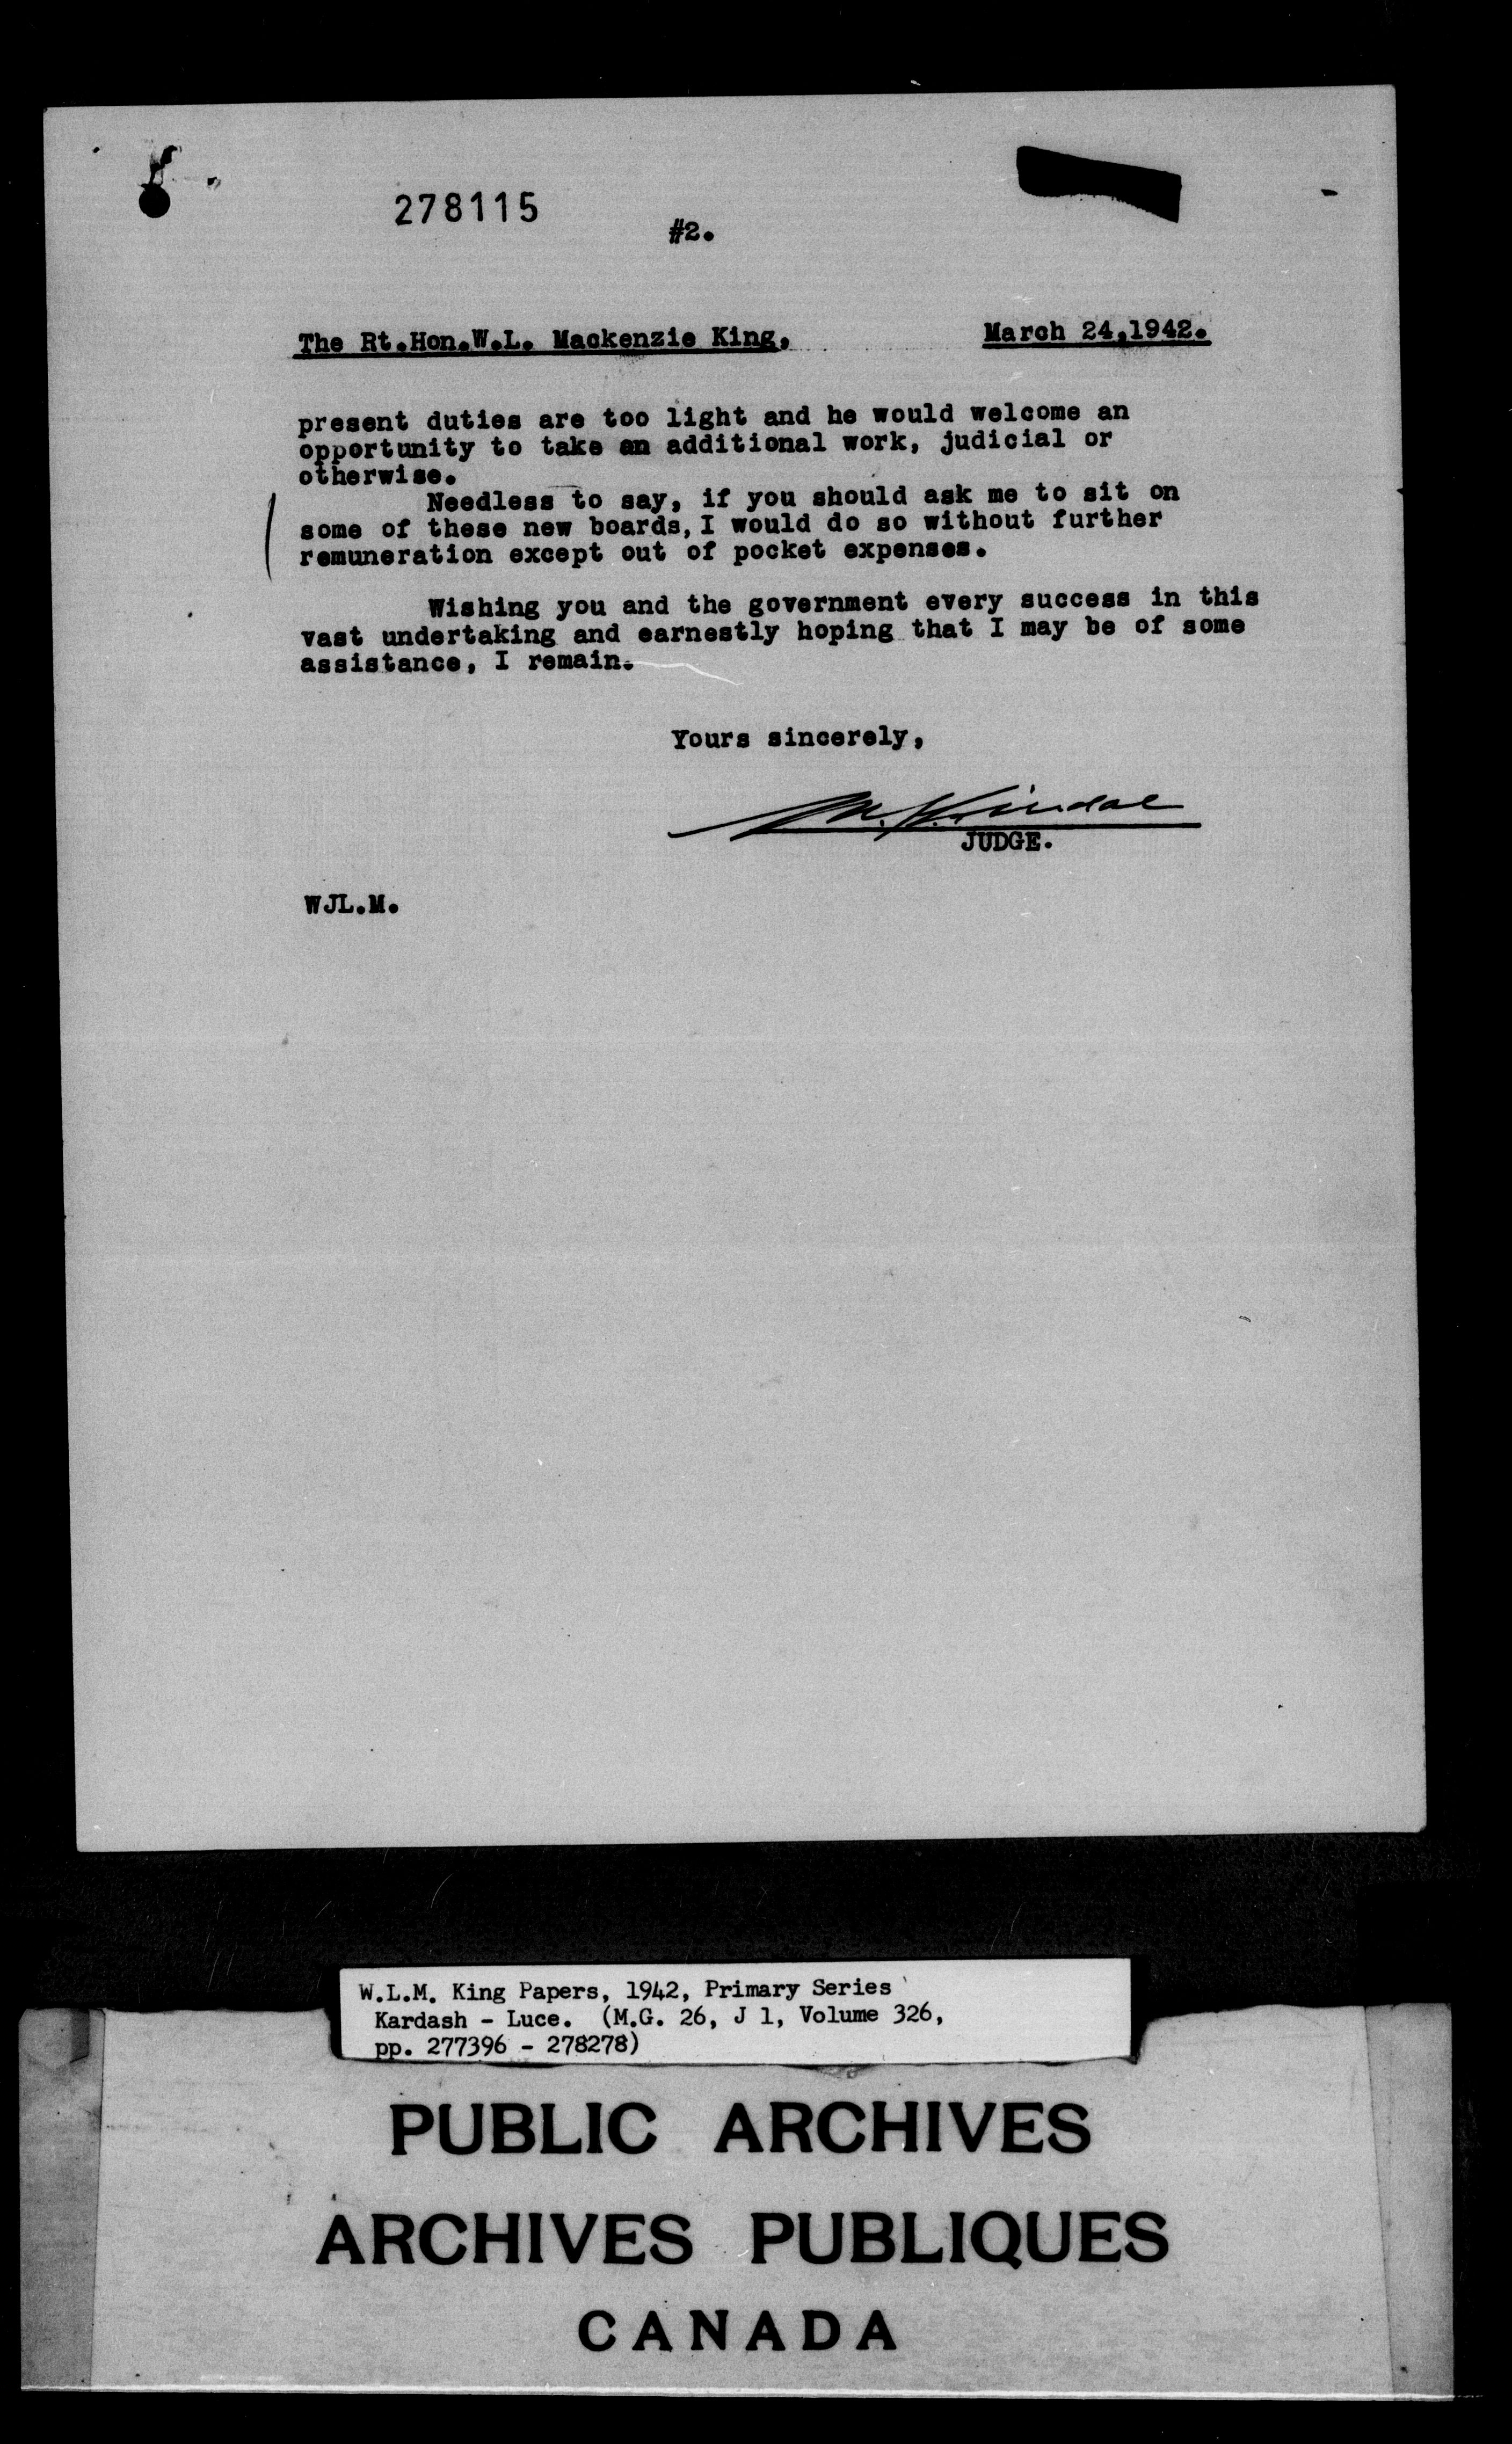 278115
#2.
The Rt.Hon.W.L. Mackenzie King, March 24,1942.
present duties are too light and he would welcome an
opportunity to take an additional work, judicial or
otherwise.
Needless to say, if you should ask me to sit on
some of these new boards, I would do so without further
remuneration except out of pocket expenses.
Wishing you and the government every success in this
vast undertaking and earnestly hoping that I may be of some
assistance, I remain.
Yours sincerely,
JUDGE.
WJL.M.
W.L.M. King Papers, 1942, Primary Series
Kardash - Luce. (M.G. 26, J 1, Volume 326,
pp. 277396 - 278278)
PUBLIC ARCHIVES
ARCHIVES PUBLIQUES
CANADA